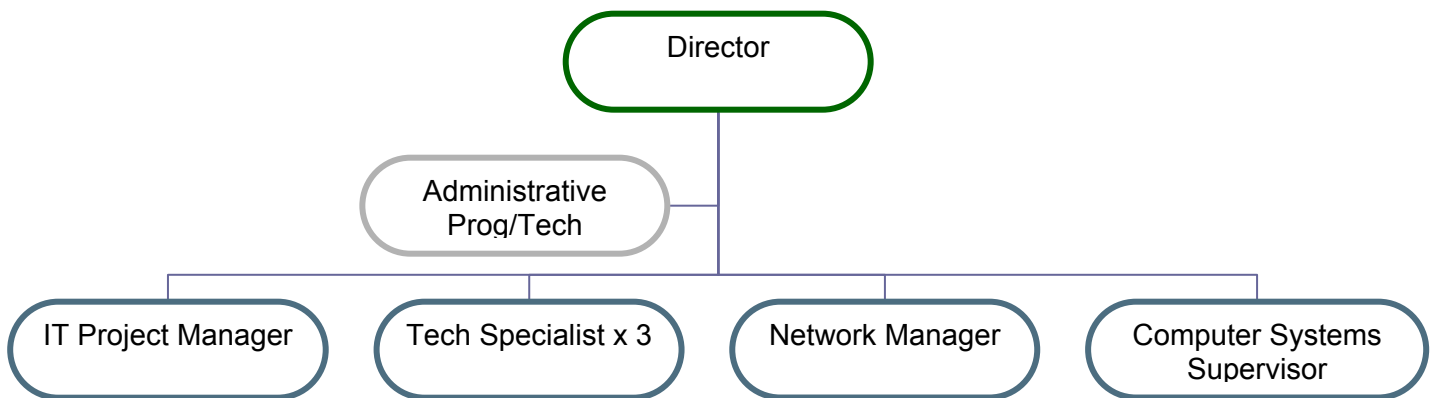 Director
Administrative
Prog/Tech
IT Project Manager
Tech Specialist x 3
Network Manager
Computer Systems
Supervisor